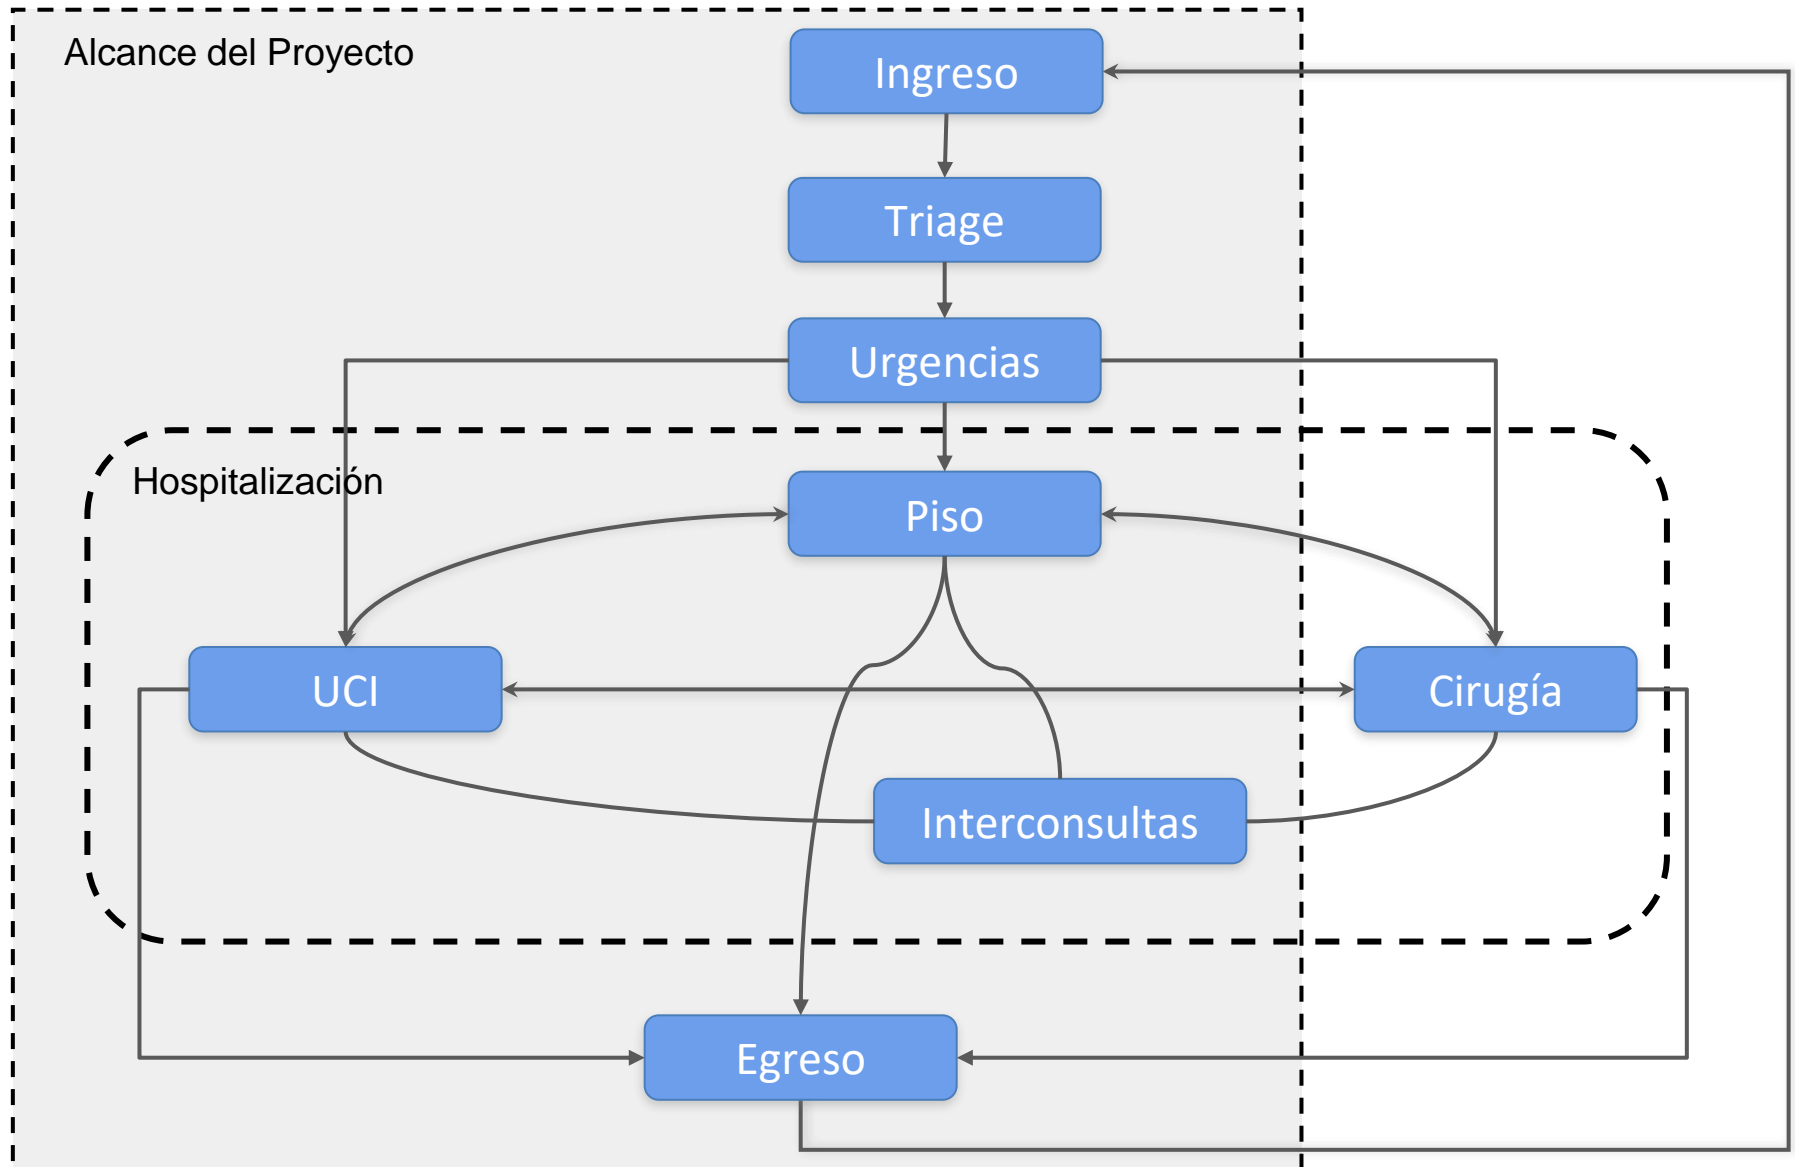 Alcance del Proyecto
Ingreso
Triage
Urgencias
Hospitalización
Piso
UCI
Cirugía
Interconsultas
Egreso